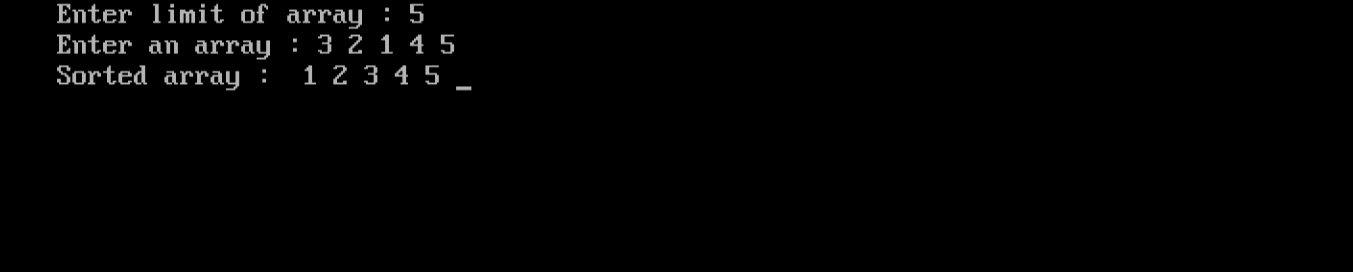 Enter limit of array : 5
Enter an array : 3 2 1 4 5
Sorted array :  1 2 3 4 5 _